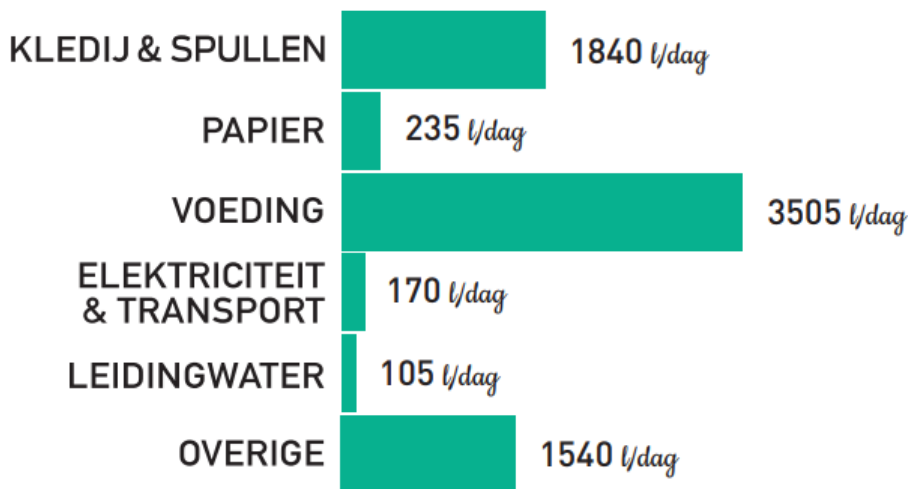 KLEDIJ & SPULLEN 1840 l/dag
PAPIER 235 l/dag
VOEDING 3505 l/dag
ELEKTRICITEIT
& TRANSPORT 170 l/dag
LEIDINGWATER 105 l/dag
OVERIGE 1540 l/dag